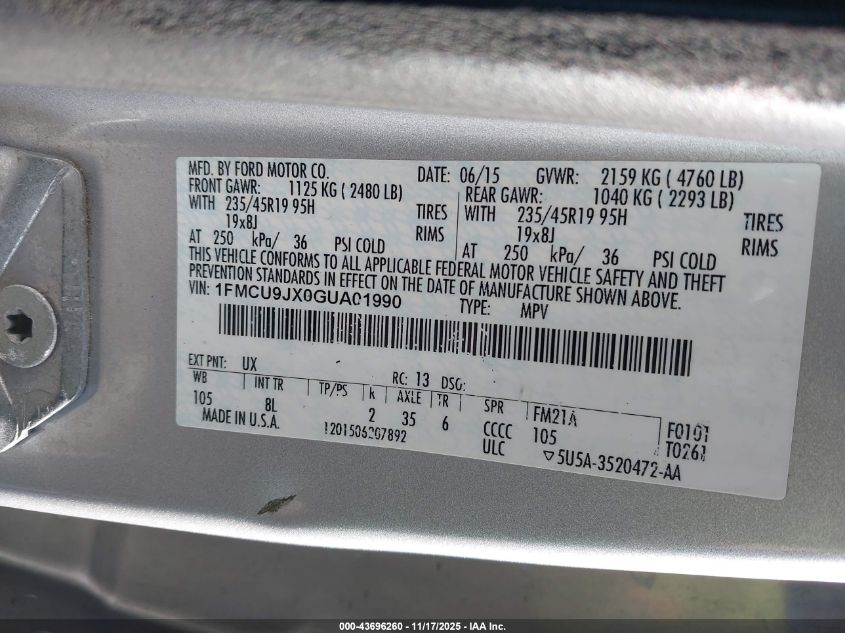 MFD. BY FORD MOTOR CO. DATE: 06/15 GVWR: 2159 KG ( 4760 LB)
FRONT GAWR: 1125 KG ( 2480 LB) REAR GAWR: 1040 KG ( 2293 LB)
WITH 235/45R19 95H TIRES WITH 235/45R19 95H TIRES
19x8J RIMS 19x8J RIMS
AT 250 kPa/ 36 PSI COLD AT 250 kPa/ 36 PSI COLD
THIS VEHICLE CONFORMS TO ALL APPLICABLE FEDERAL MOTOR VEHICLE SAFETY AND THEFT
PREVENTION STANDARDS IN EFFECT ON THE DATE OF MANUFACTURE SHOWN ABOVE.
VIN: 1FMCU9JX0GUA01990 TYPE: MPV
EXT PNT: UX RC: 13 DSO:
WB INT TR TP/PS k AXLE TR SPR FM21A F0101
105 8L 2 35 6 CCCC 105 T0261
MADE IN U.S.A. 1201506207892 ULC ▽5U5A-3520472-AA
000-43696260 - 11/17/2025 - IAA Inc.